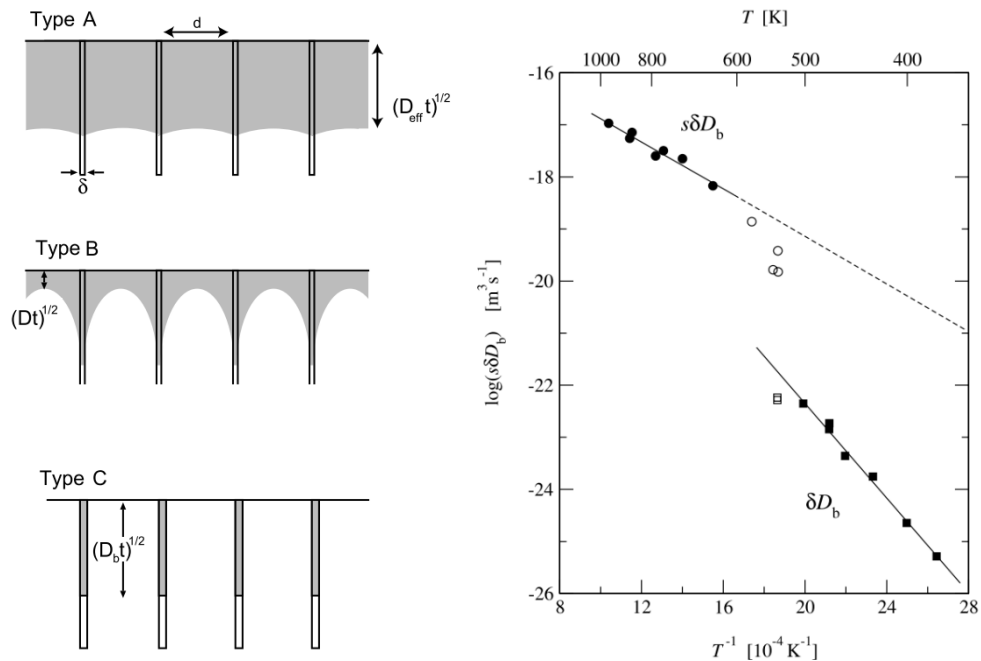 Type A
d
(D_eff t)^1/2
δ
Type B
(Dt)^1/2
Type C
(D_b t)^1/2
T [K]
1000 800 600 500 400
-16
-18
-20
-22
-24
-26
log(sδD_b) [m^3 s^-1]
sδD_b
δD_b
8 12 16 20 24 28
T^-1 [10^-4 K^-1]